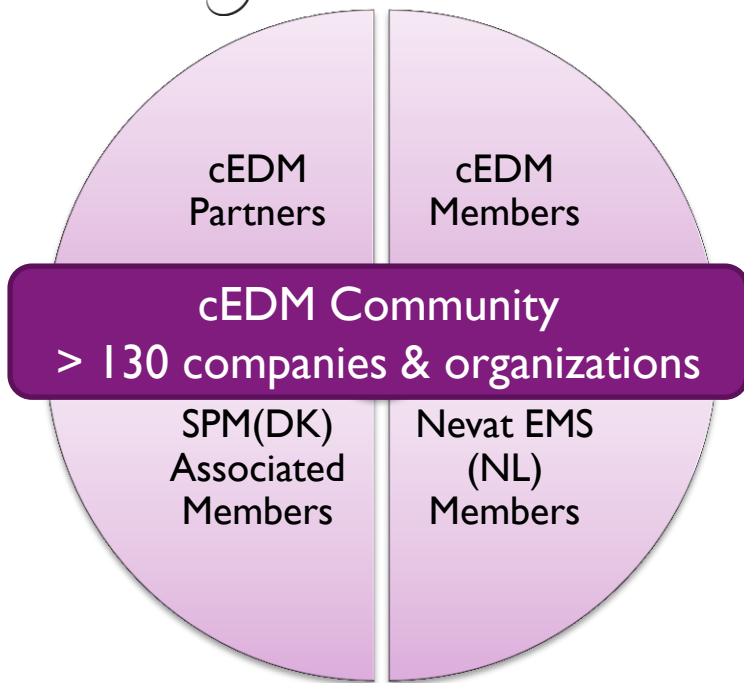 cEDM
Partners
cEDM
Members
cEDM Community
> 130 companies & organizations
SPM(DK)
Associated
Members
Nevat EMS
(NL)
Members